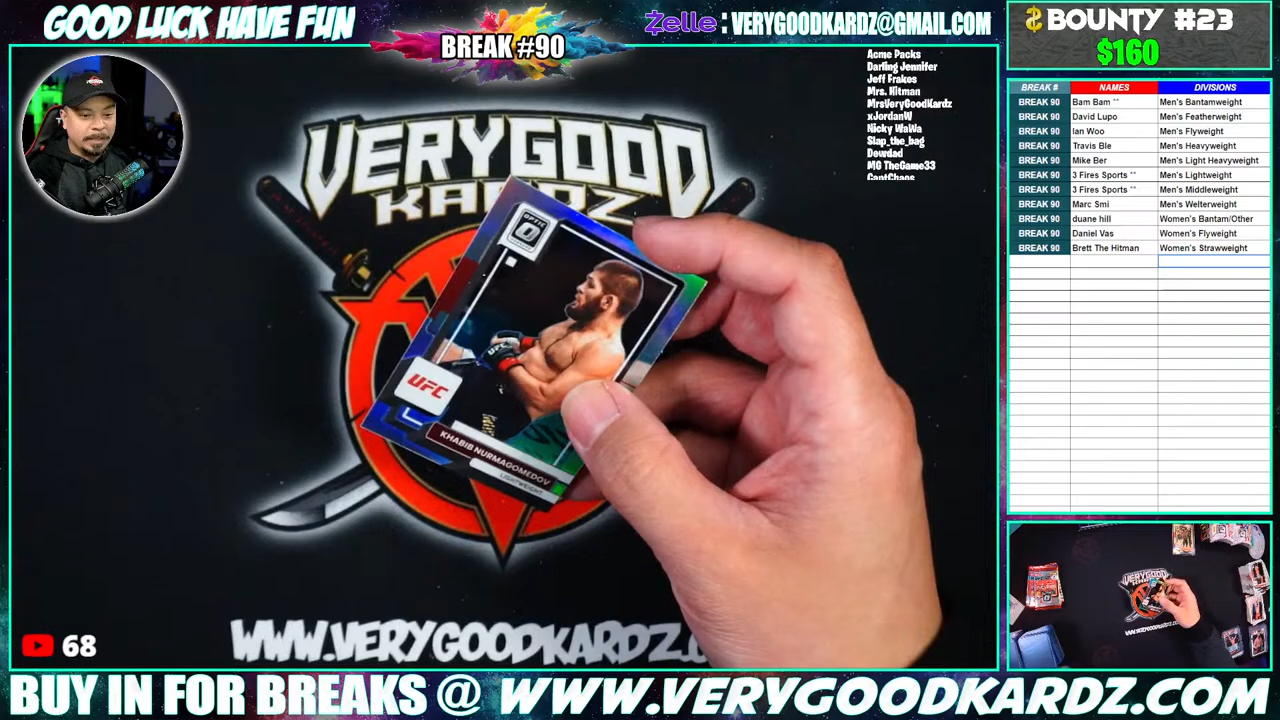 GOOD LUCK HAVE FUN
BREAK #90
Zelle : VERYGOODKARDZ@GMAIL.COM
$ BOUNTY #23
$160
Acme Packs
Darling Jennifer
Jeff Frakes
Mrs. Hitman
MrsVeryGoodKardz
xJordanW
Nicky WaWa
Slap_the_bag
Dewdad
MG TheGame33
CaptChaos
BREAK # NAMES DIVISIONS
BREAK 90 Bam Bam ** Men's Bantamweight
BREAK 90 David Lupo Men's Featherweight
BREAK 90 Ian Woo Men's Flyweight
BREAK 90 Travis Ble Men's Heavyweight
BREAK 90 Mike Ber Men's Light Heavyweight
BREAK 90 3 Fires Sports ** Men's Lightweight
BREAK 90 3 Fires Sports ** Men's Middleweight
BREAK 90 Marc Smi Men's Welterweight
BREAK 90 duane hill Women's Bantam/Other
BREAK 90 Daniel Vas Women's Flyweight
BREAK 90 Brett The Hitman Women's Strawweight
VERYGOOD
KARDZ
OPTIC
UFC
KHABIB NURMAGOMEDOV
LIGHTWEIGHT
WWW.VERYGOODKARDZ.C
68
BUY IN FOR BREAKS @ WWW.VERYGOODKARDZ.COM